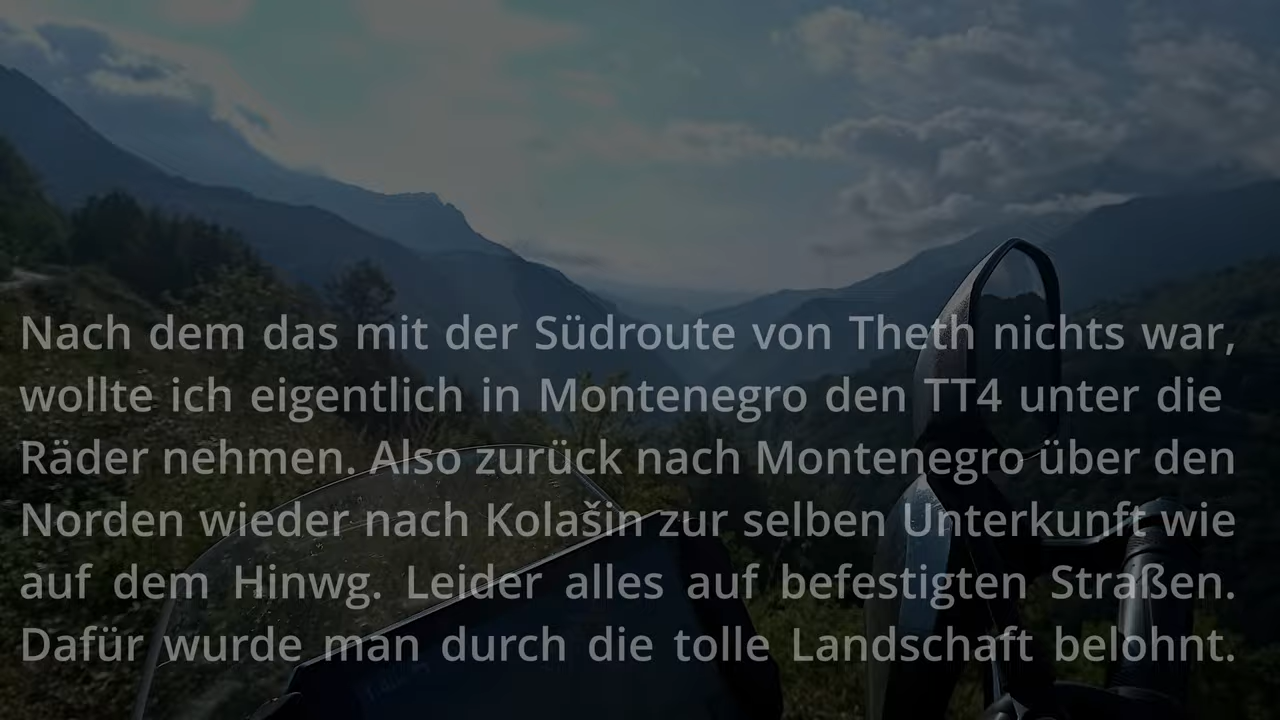 Nach dem das mit der Südroute von Theth nichts war,
wollte ich eigentlich in Montenegro den TT4 unter die
Räder nehmen. Also zurück nach Montenegro über den
Norden wieder nach Kolašin zur selben Unterkunft wie
auf dem Hinwg. Leider alles auf befestigten Straßen.
Dafür wurde man durch die tolle Landschaft belohnt.